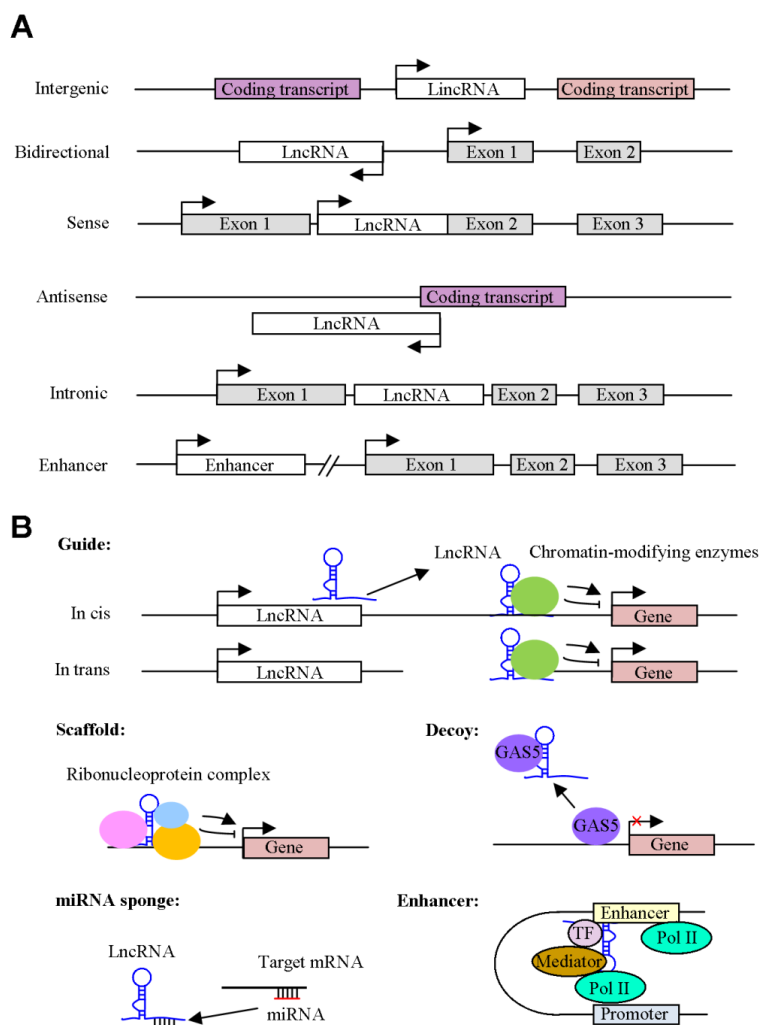 A
Intergenic Coding transcript LincRNA Coding transcript
Bidirectional LncRNA Exon 1 Exon 2
Sense Exon 1 LncRNA Exon 2 Exon 3
Antisense Coding transcript
LncRNA
Intronic Exon 1 LncRNA Exon 2 Exon 3
Enhancer Enhancer Exon 1 Exon 2 Exon 3
B
Guide:
LncRNA Chromatin-modifying enzymes
In cis LncRNA Gene
In trans LncRNA Gene
Scaffold:
Ribonucleoprotein complex
Gene
Decoy:
GAS5
GAS5
Gene
miRNA sponge:
LncRNA
Target mRNA
miRNA
Enhancer:
Enhancer
TF
Pol II
Mediator
Pol II
Promoter